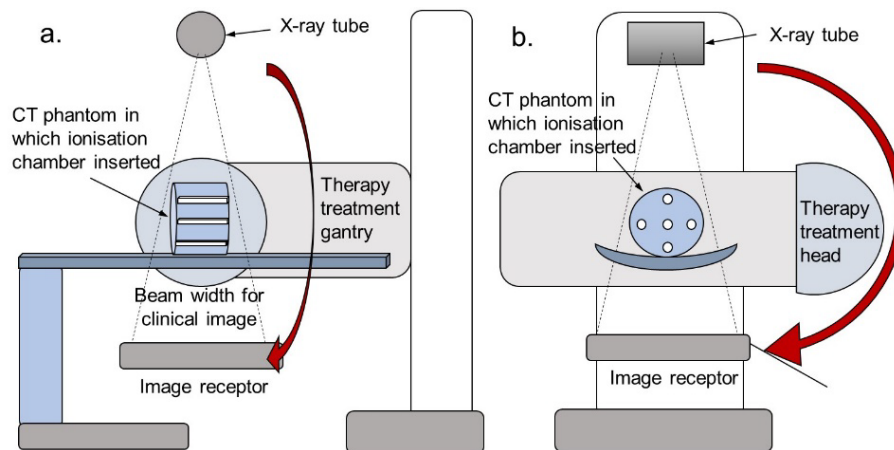 a.
X-ray tube
CT phantom in
which ionisation
chamber inserted
Therapy
treatment
gantry
Beam width for
clinical image
Image receptor
b.
X-ray tube
CT phantom in
which ionisation
chamber inserted
Therapy
treatment
head
Image receptor